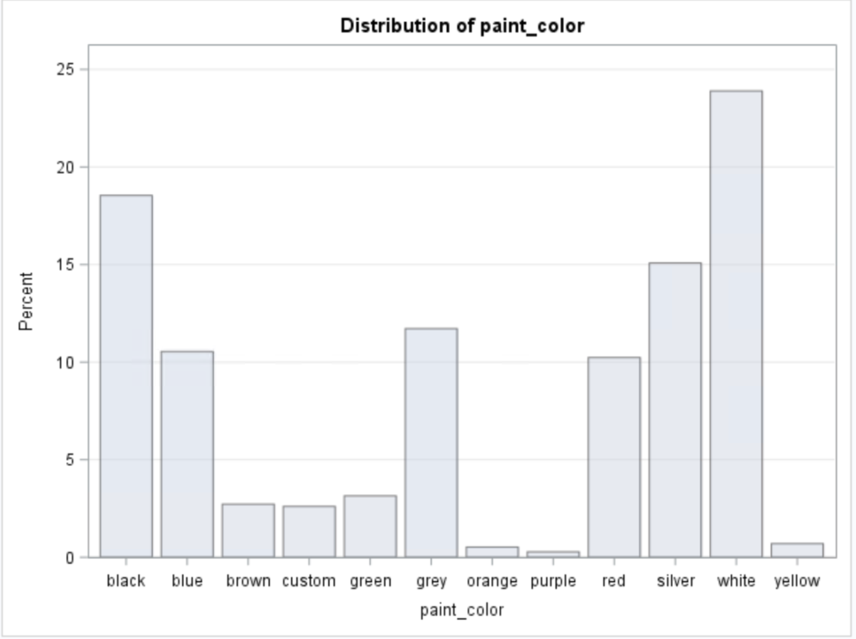 Distribution of paint_color
25
20
15
10
5
0
Percent
black blue brown custom green grey orange purple red silver white yellow
paint_color